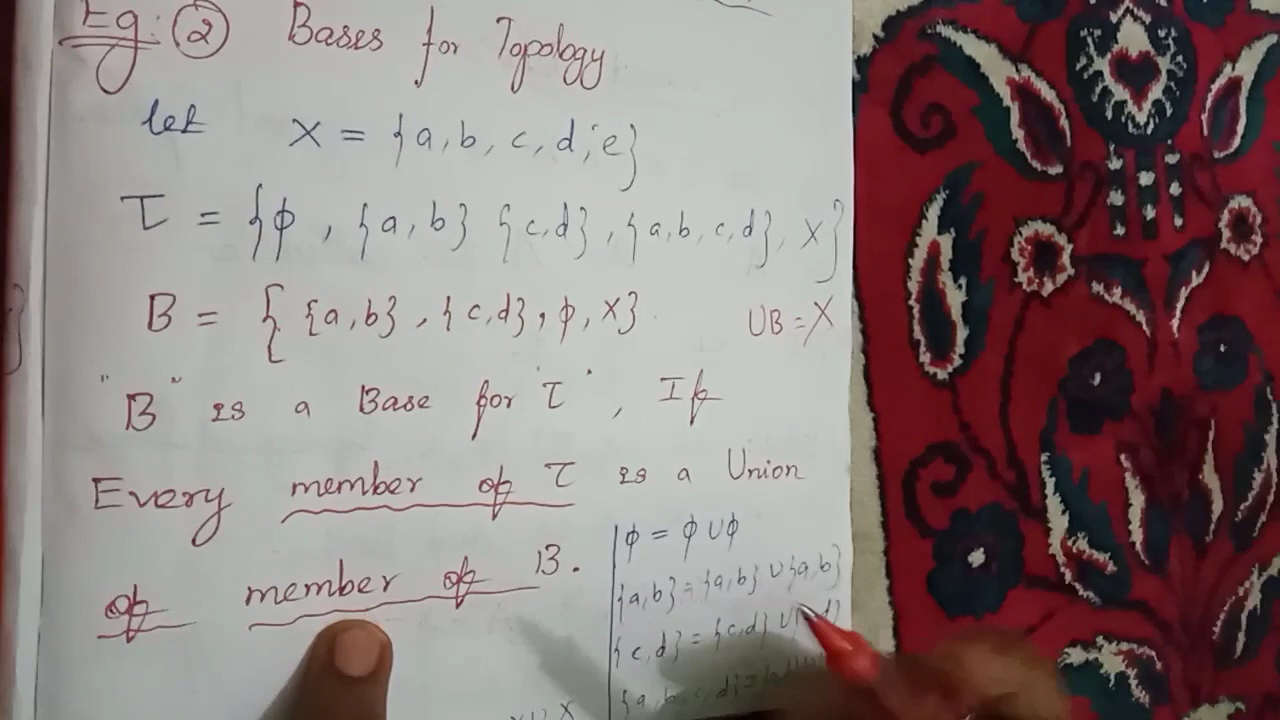 Eg: ② Bases for Topology
let X = {a, b, c, d, e}
τ = {φ, {a, b} {c, d}, {a, b, c, d}, X}
B = { {a, b}, {c, d}, φ, X} UB = X
"B" is a Base for "τ", If
Every member of τ is a Union
of member of B.
φ = φ ∪ φ
{a, b} = {a, b} ∪ {a, b}
{c, d} = {c, d} ∪
{a, b, c, d} =